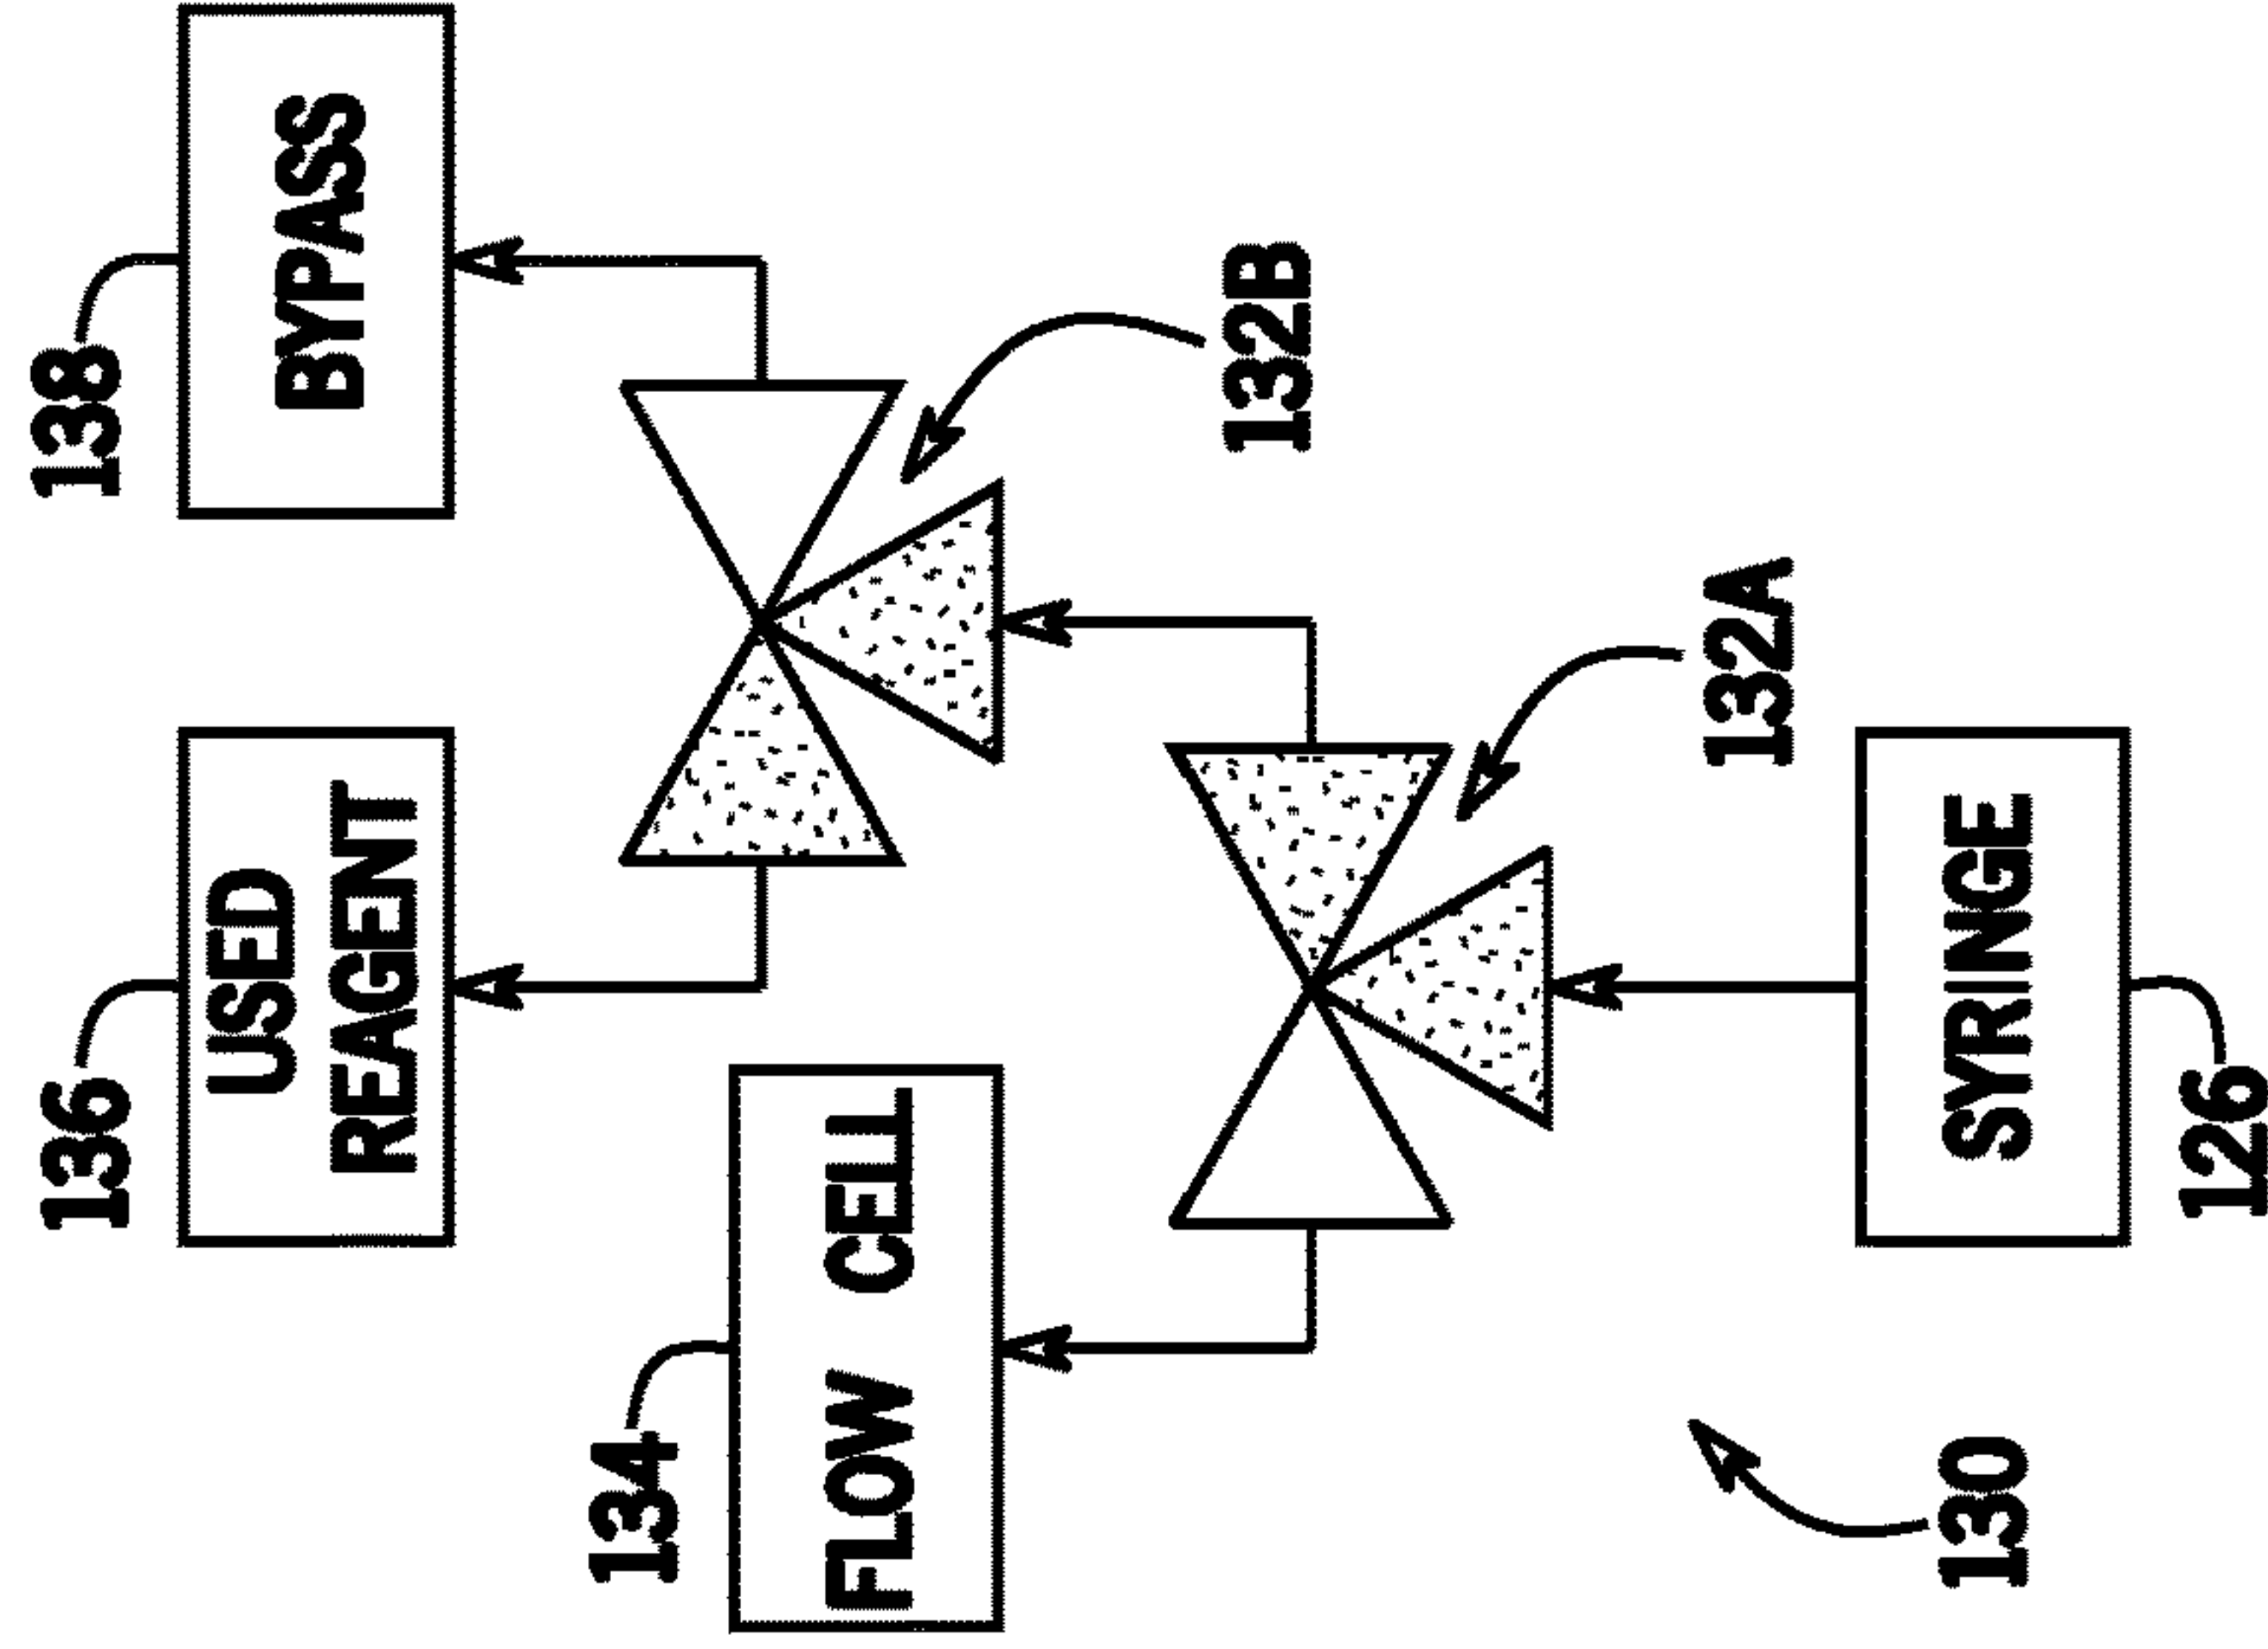 136
138
USED
REAGENT
BYPASS
134
FLOW CELL
132B
132A
130
SYRINGE
126